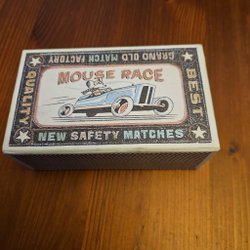 GRAND OLD MATCH FACTORY
QUALITY
BEST
MOUSE RACE
NEW SAFETY MATCHES